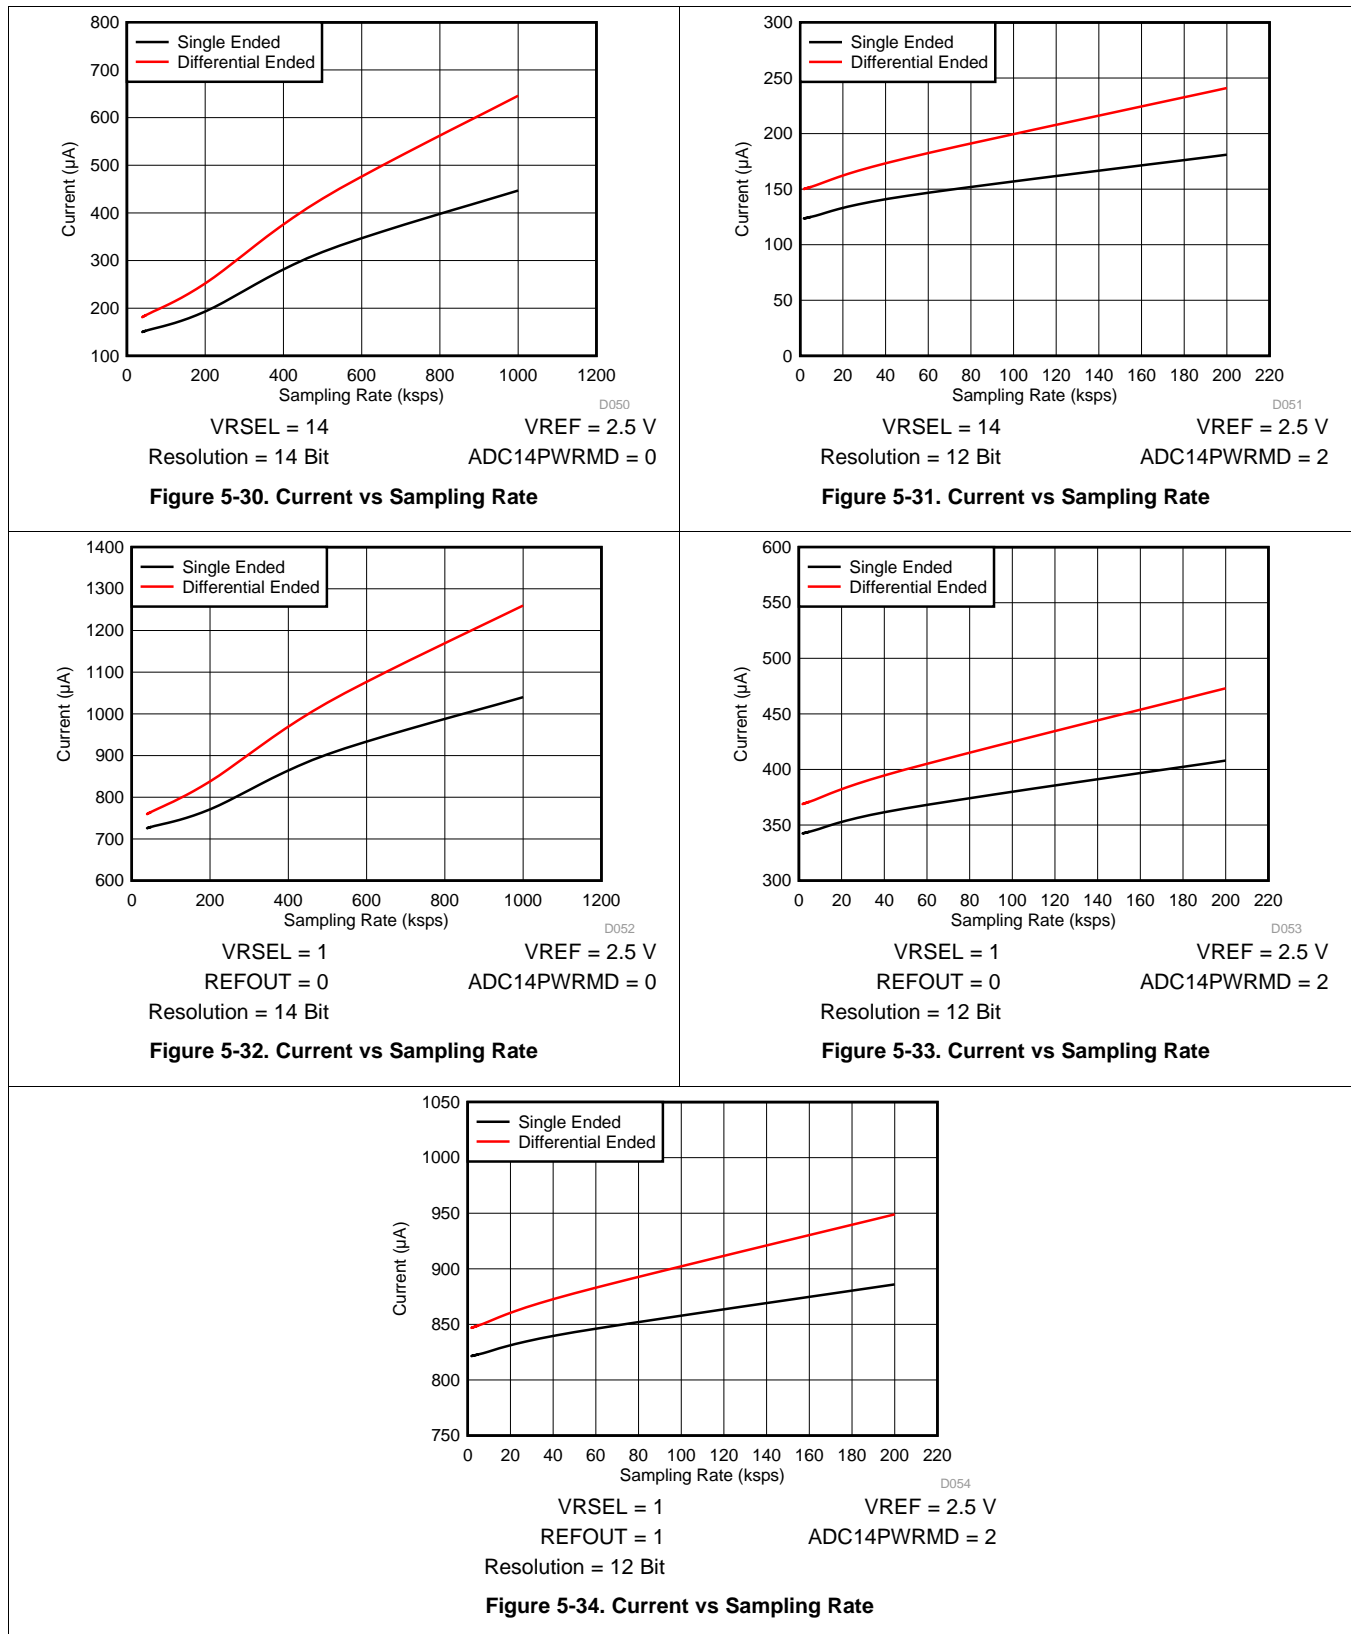 800
700
600
500
400
300
200
100
Current (µA)
Single Ended
Differential Ended
0 200 400 600 800 1000 1200
Sampling Rate (ksps)
D050
VRSEL = 14 VREF = 2.5 V
Resolution = 14 Bit ADC14PWRMD = 0
Figure 5-30. Current vs Sampling Rate
300
250
200
150
100
50
0
Current (µA)
Single Ended
Differential Ended
0 20 40 60 80 100 120 140 160 180 200 220
Sampling Rate (ksps)
D051
VRSEL = 14 VREF = 2.5 V
Resolution = 12 Bit ADC14PWRMD = 2
Figure 5-31. Current vs Sampling Rate
1400
1300
1200
1100
1000
900
800
700
600
Current (µA)
Single Ended
Differential Ended
0 200 400 600 800 1000 1200
Sampling Rate (ksps)
D052
VRSEL = 1 VREF = 2.5 V
REFOUT = 0 ADC14PWRMD = 0
Resolution = 14 Bit
Figure 5-32. Current vs Sampling Rate
600
550
500
450
400
350
300
Current (µA)
Single Ended
Differential Ended
0 20 40 60 80 100 120 140 160 180 200 220
Sampling Rate (ksps)
D053
VRSEL = 1 VREF = 2.5 V
REFOUT = 0 ADC14PWRMD = 2
Resolution = 12 Bit
Figure 5-33. Current vs Sampling Rate
1050
1000
950
900
850
800
750
Current (µA)
Single Ended
Differential Ended
0 20 40 60 80 100 120 140 160 180 200 220
Sampling Rate (ksps)
D054
VRSEL = 1 VREF = 2.5 V
REFOUT = 1 ADC14PWRMD = 2
Resolution = 12 Bit
Figure 5-34. Current vs Sampling Rate